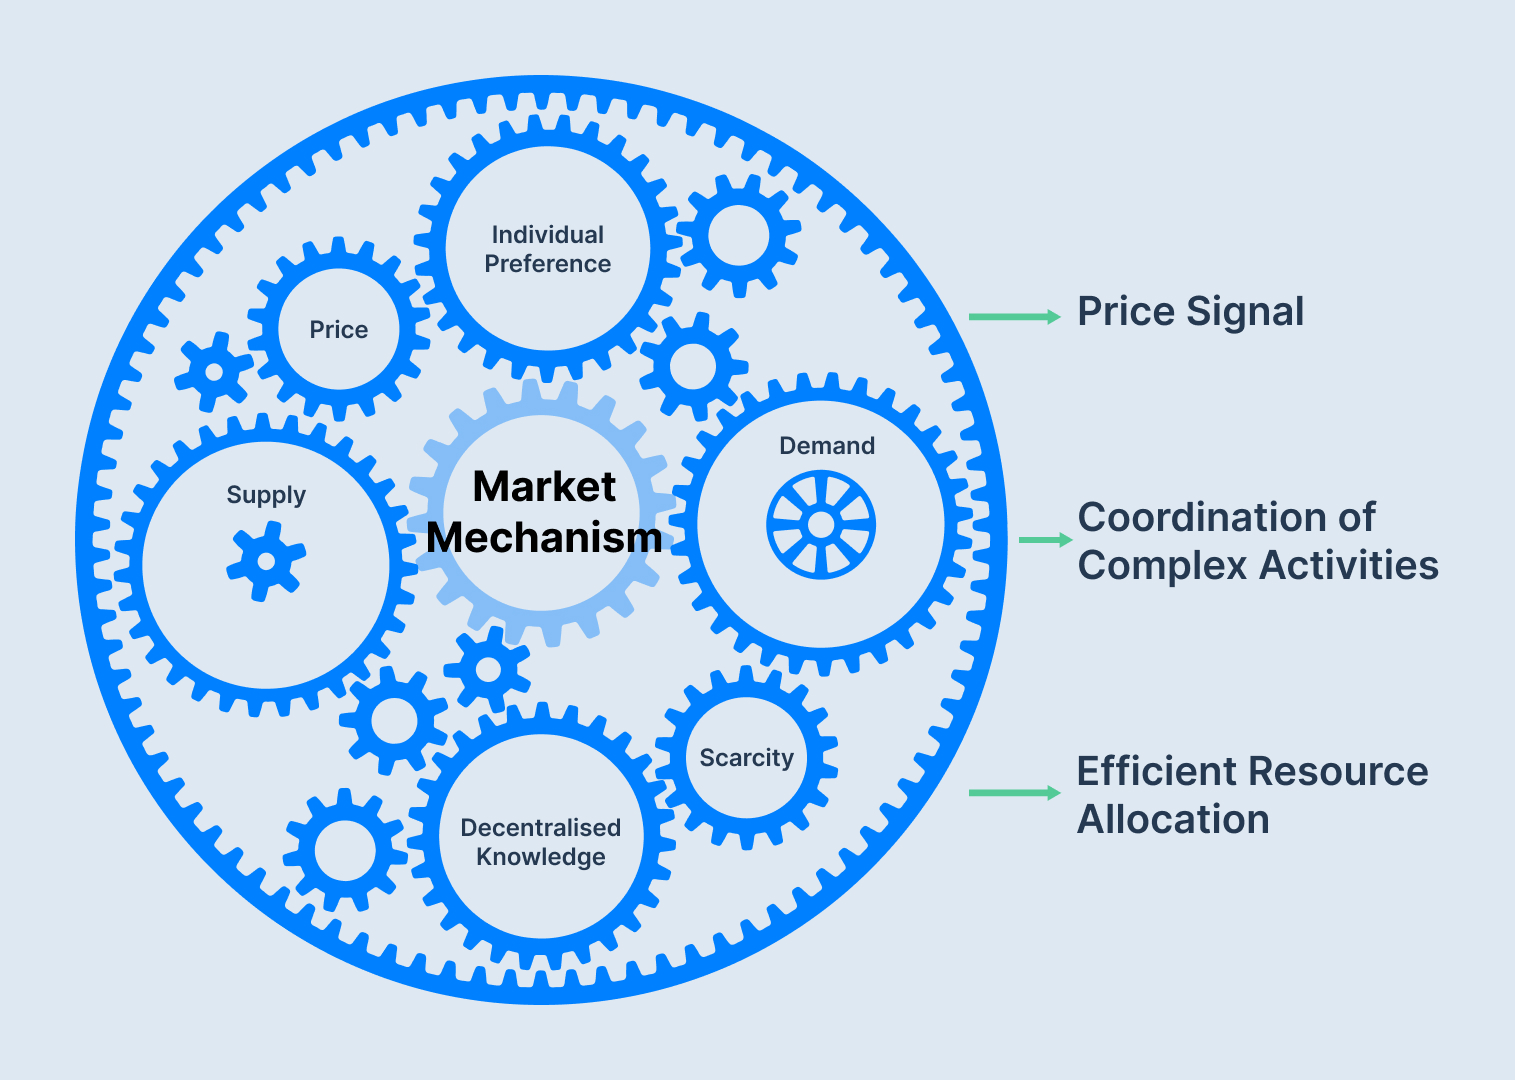 Individual
Preference
Price
Demand
Supply
Market
Mechanism
Scarcity
Decentralised
Knowledge
Price Signal
Coordination of
Complex Activities
Efficient Resource
Allocation